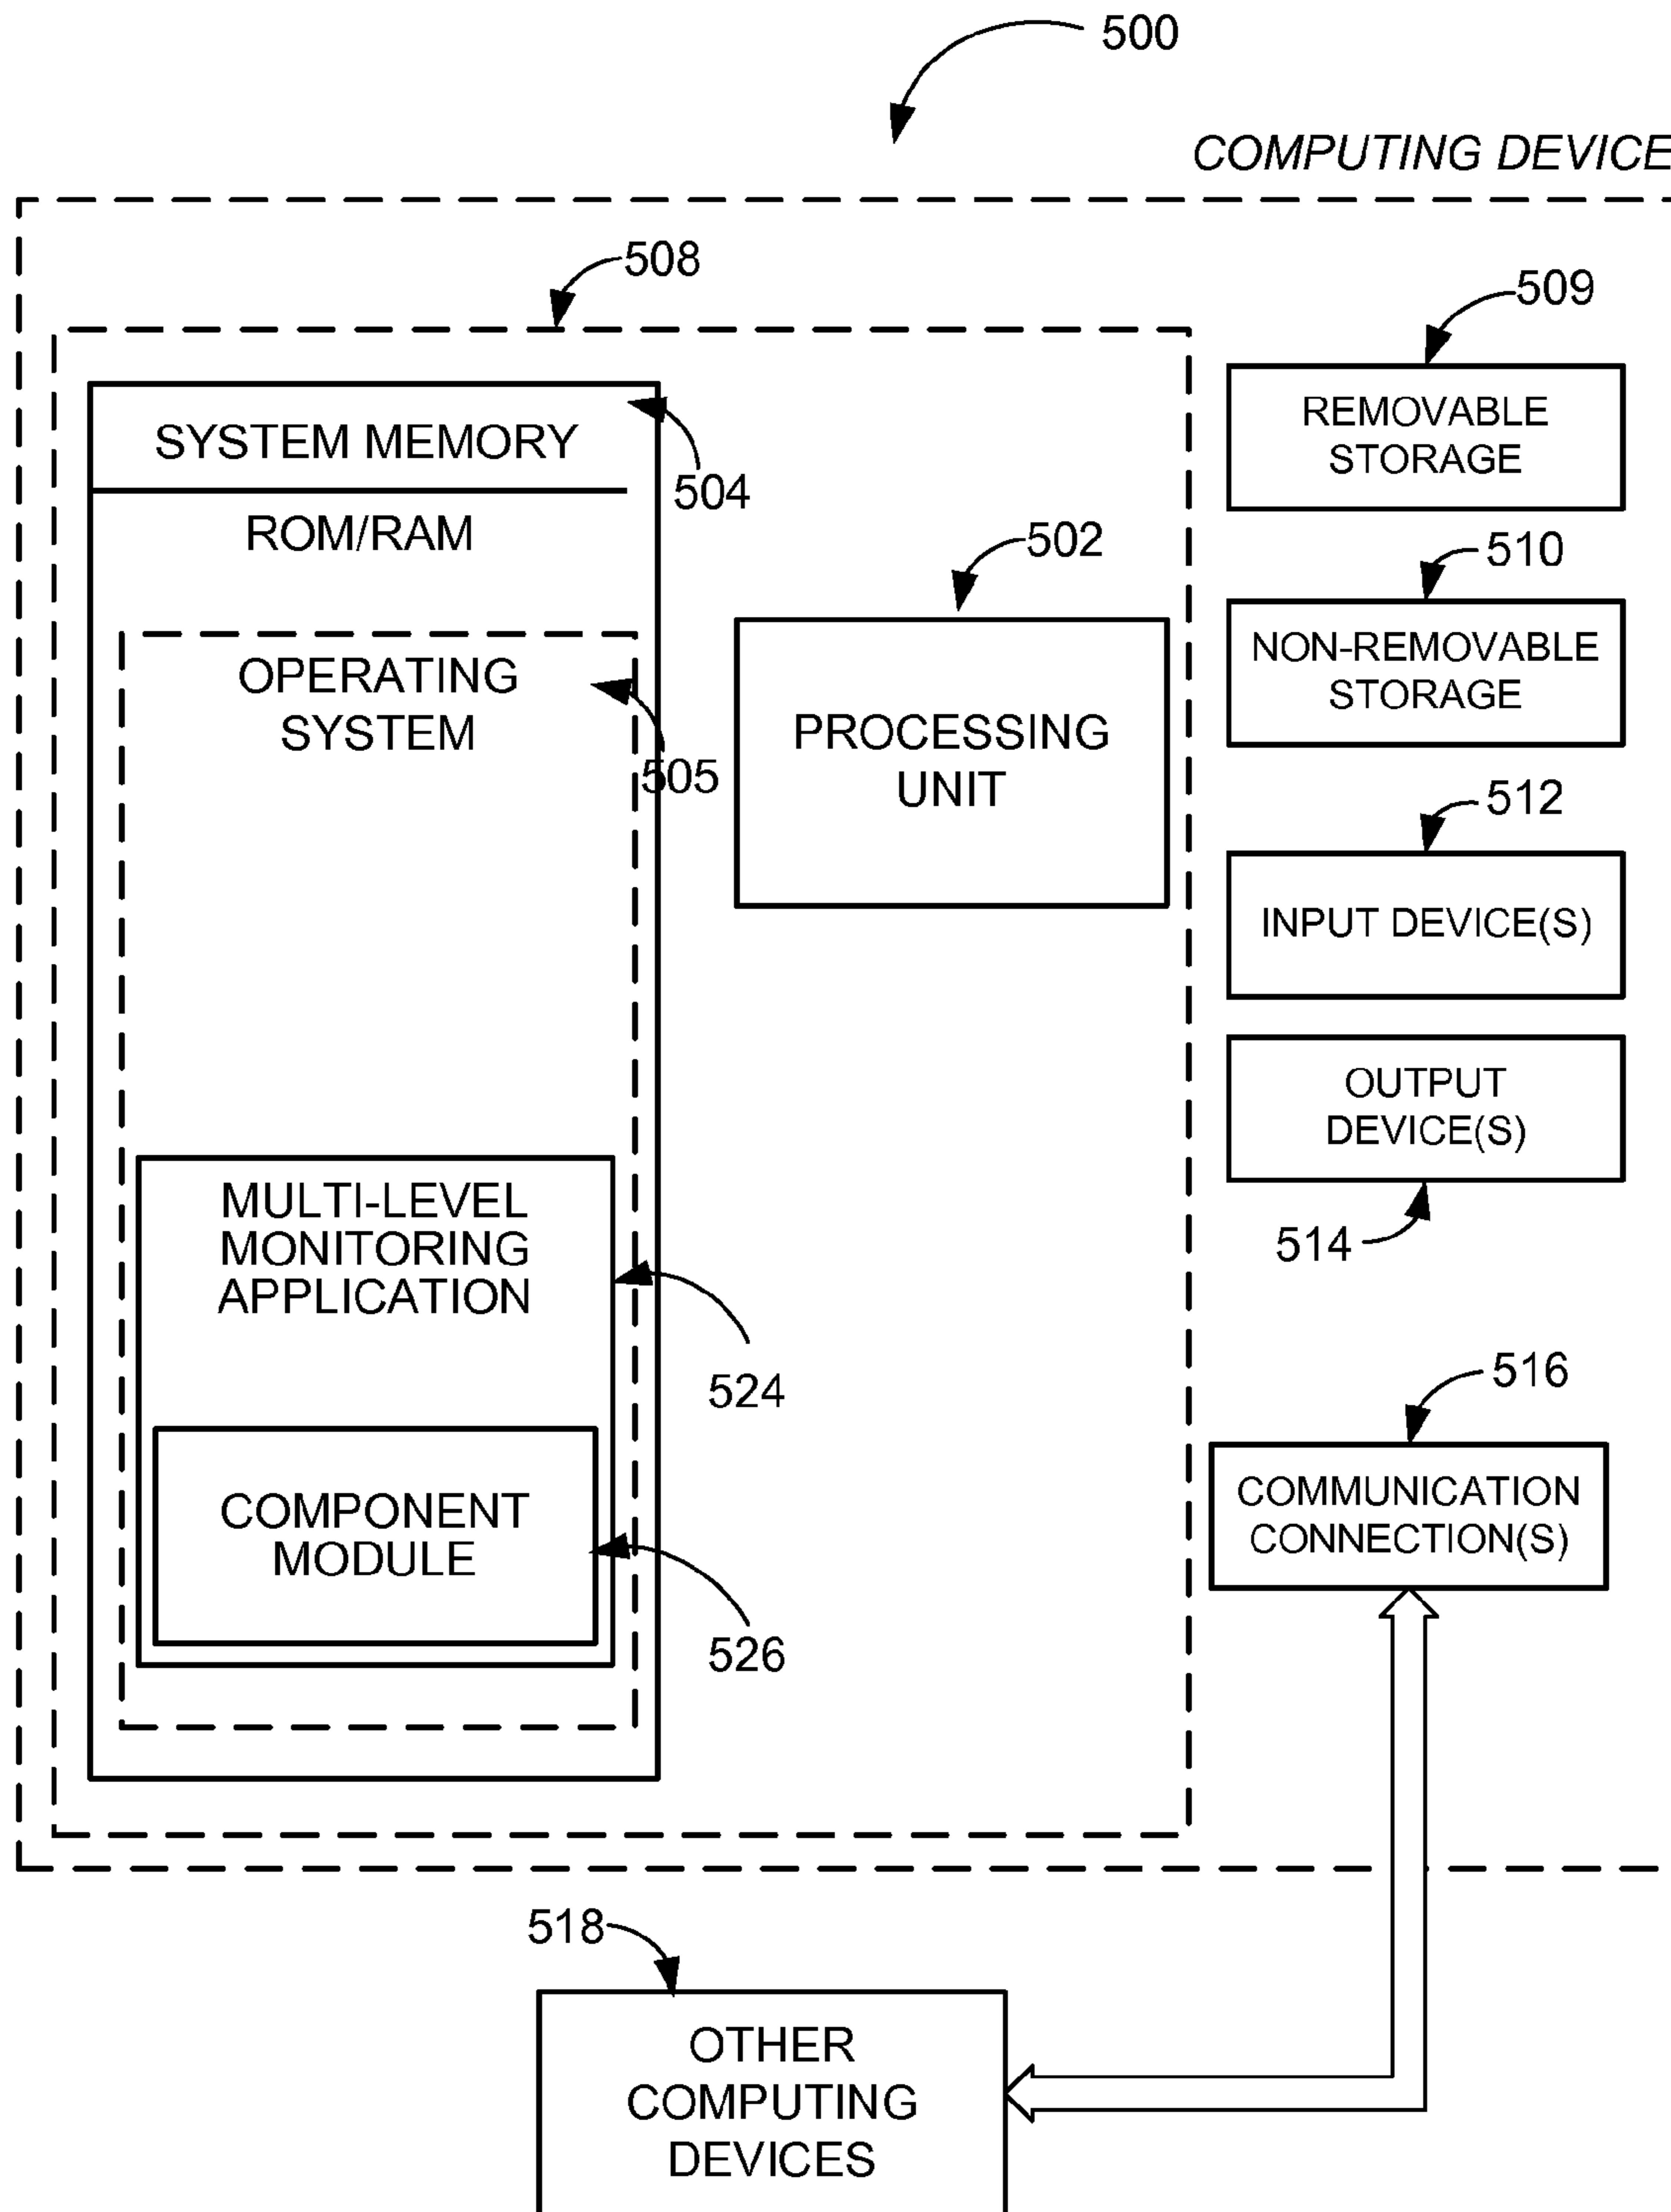 500
COMPUTING DEVICE
508
509
SYSTEM MEMORY
504
ROM/RAM
REMOVABLE
STORAGE
502
510
OPERATING
SYSTEM
505
PROCESSING
UNIT
NON-REMOVABLE
STORAGE
512
INPUT DEVICE(S)
OUTPUT
DEVICE(S)
514
MULTI-LEVEL
MONITORING
APPLICATION
524
516
COMPONENT
MODULE
526
COMMUNICATION
CONNECTION(S)
518
OTHER
COMPUTING
DEVICES